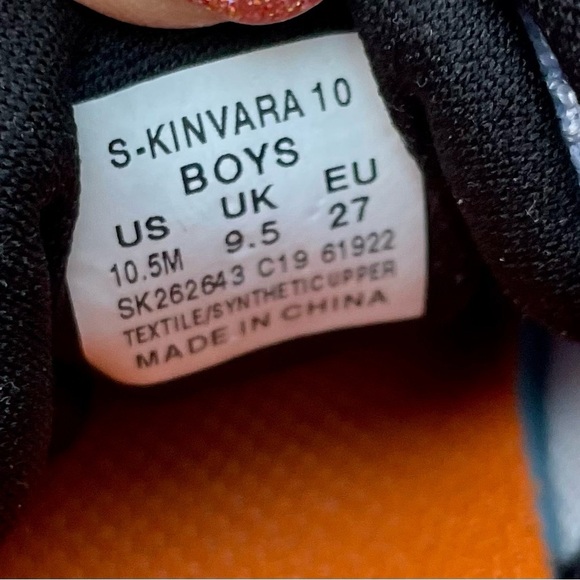 S-KINVARA 10
BOYS
US UK EU
10.5M 9.5 27
SK262643 C19 61922
TEXTILE/SYNTHETIC UPPER
MADE IN CHINA